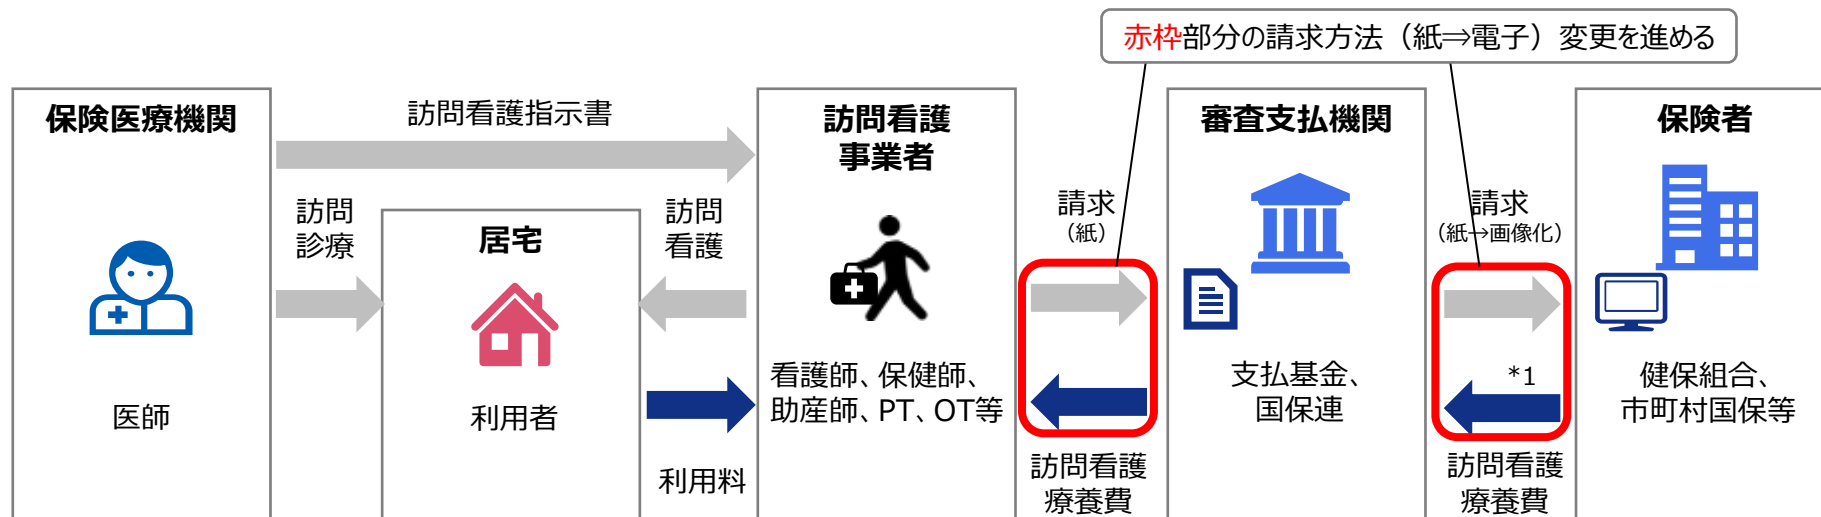 赤枠部分の請求方法（紙⇒電子）変更を進める
保険医療機関
訪問看護指示書
訪問
診療
医師
居宅
利用者
訪問
看護
利用料
訪問看護
事業者
看護師、保健師、
助産師、PT、OT等
請求
（紙）
訪問看護
療養費
審査支払機関
支払基金、
国保連
請求
（紙→画像化）
*1
訪問看護
療養費
保険者
健保組合、
市町村国保等